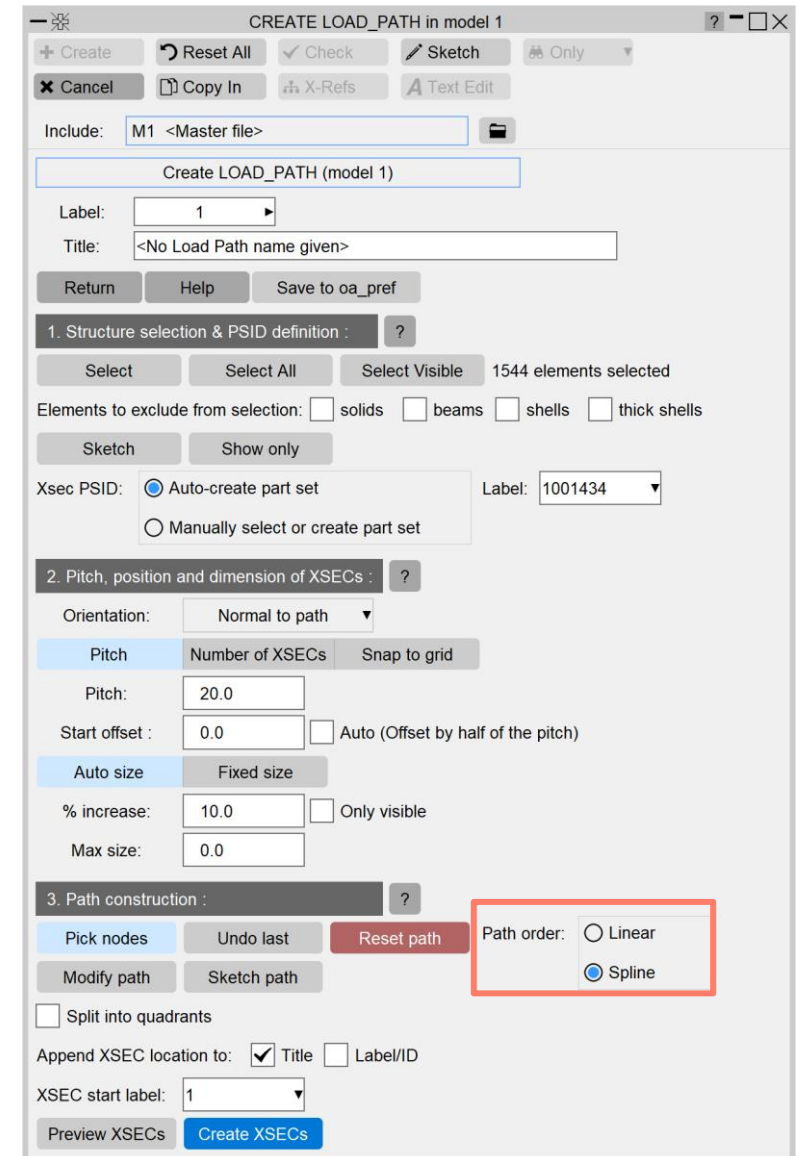 CREATE LOAD_PATH in model 1 ?
Create Reset All Check Sketch Only
Cancel Copy In X-Refs Text Edit
Include: M1 <Master file>
Create LOAD_PATH (model 1)
Label: 1
Title: <No Load Path name given>
Return Help Save to oa_pref
1. Structure selection & PSID definition : ?
Select Select All Select Visible 1544 elements selected
Elements to exclude from selection: solids beams shells thick shells
Sketch Show only
Xsec PSID: Auto-create part set Label: 1001434
Manually select or create part set
2. Pitch, position and dimension of XSECs : ?
Orientation: Normal to path
Pitch Number of XSECs Snap to grid
Pitch: 20.0
Start offset : 0.0 Auto (Offset by half of the pitch)
Auto size Fixed size
% increase: 10.0 Only visible
Max size: 0.0
3. Path construction : ?
Pick nodes Undo last Reset path Path order: Linear
Modify path Sketch path Spline
Split into quadrants
Append XSEC location to: Title Label/ID
XSEC start label: 1
Preview XSECs Create XSECs